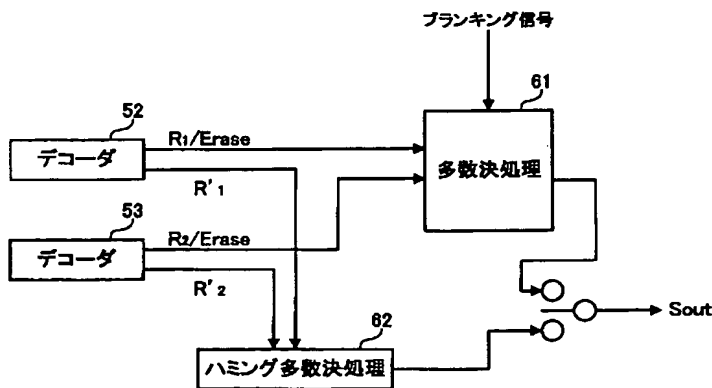 ブランキング信号
61
52
デコーダ
R1/Erase
R'1
多数決処理
53
デコーダ
R2/Erase
R'2
62
ハミング多数決処理
Sout